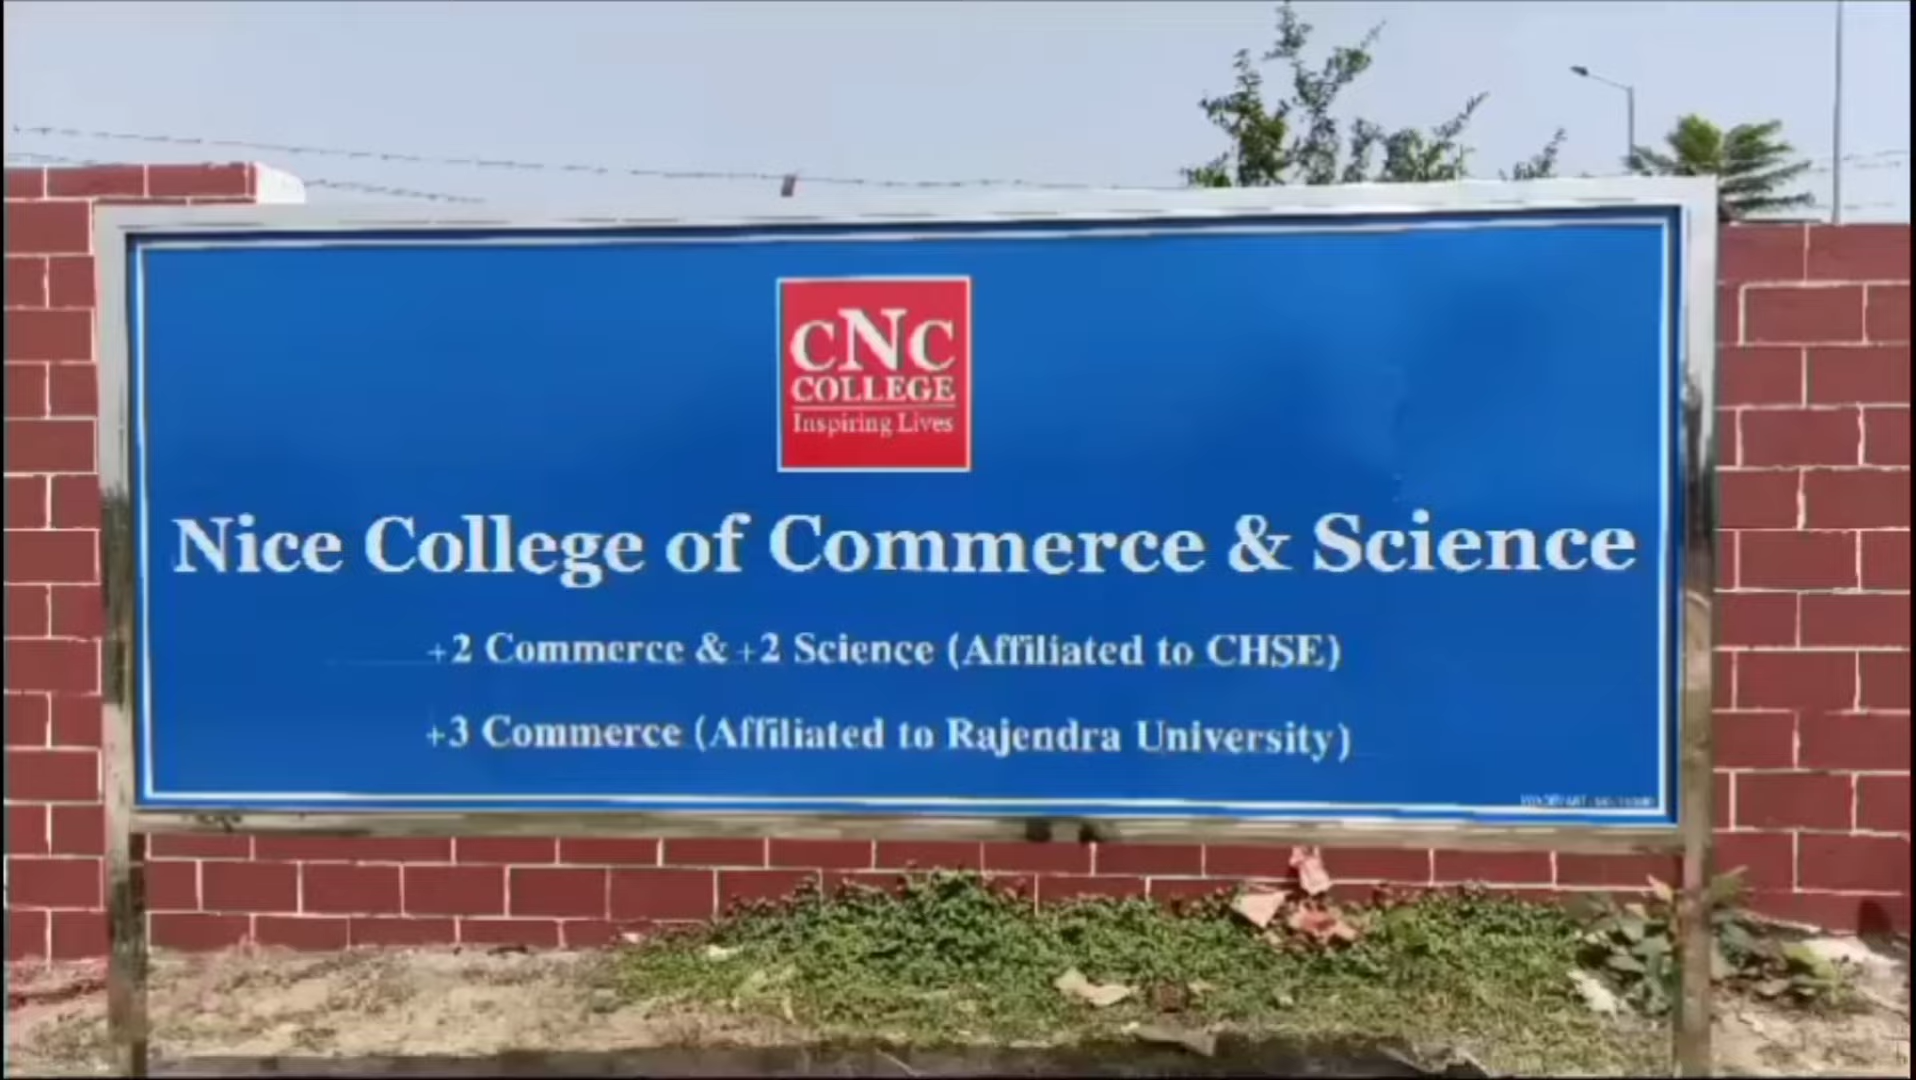 CNC
COLLEGE
Inspiring Lives
Nice College of Commerce & Science
+2 Commerce & +2 Science (Affiliated to CHSE)
+3 Commerce (Affiliated to Rajendra University)